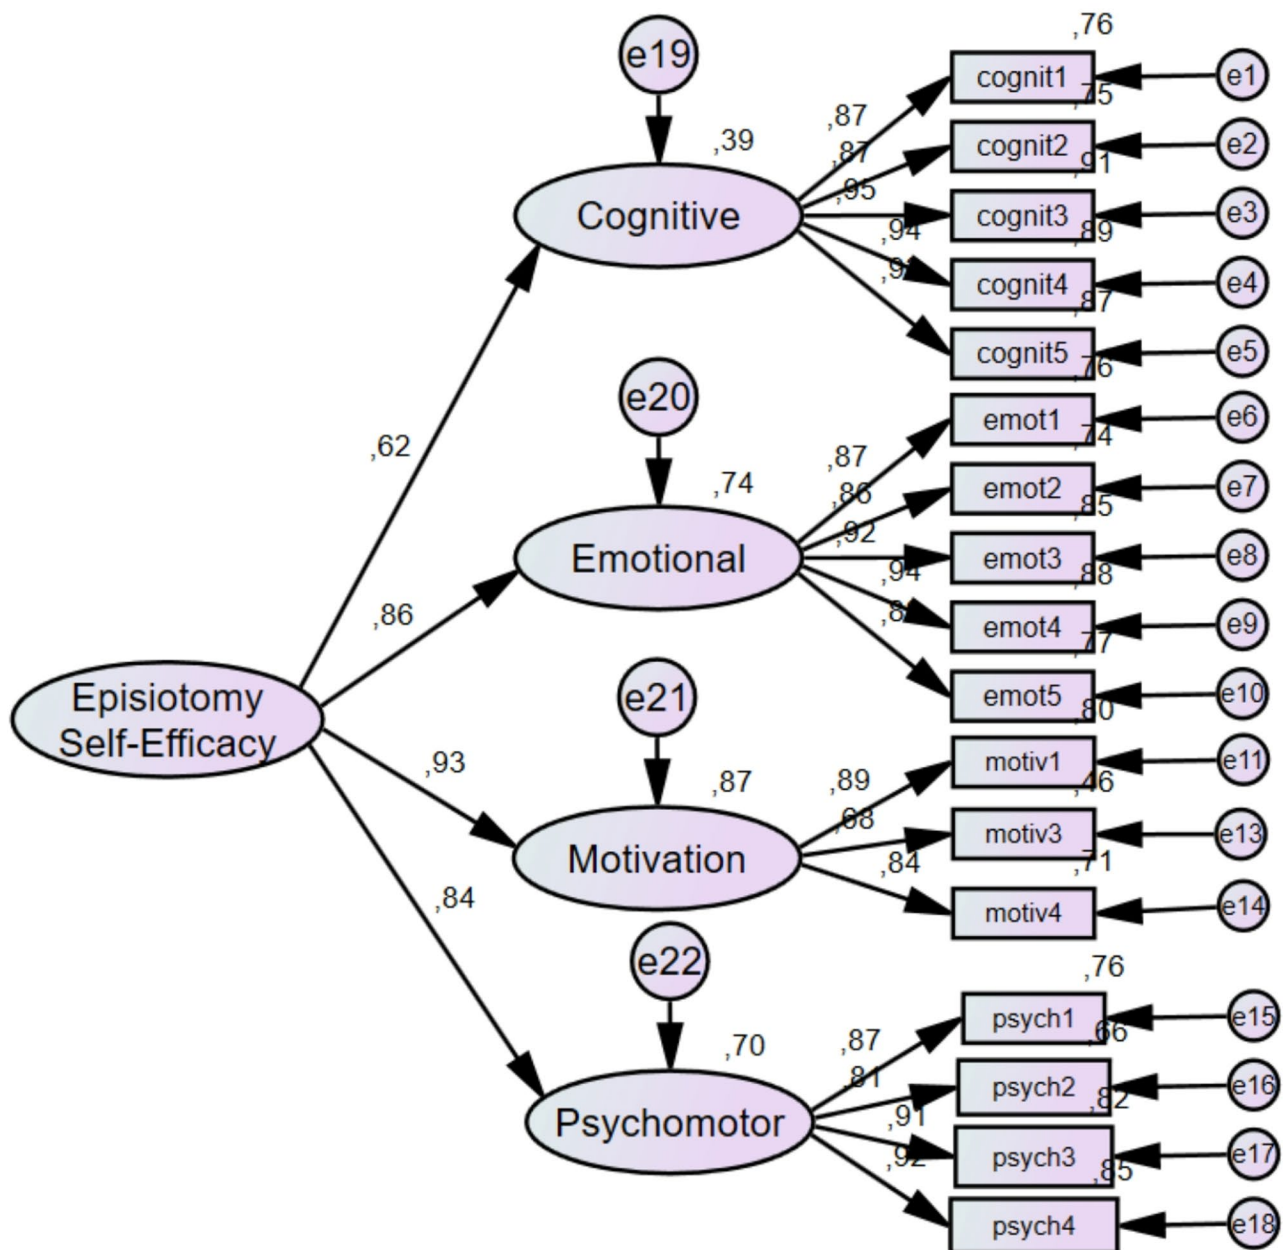 ,76
e19
cognit1
e1
,75
,87
cognit2
e2
,39
,87
,91
,95
Cognitive
cognit3
e3
,94
,89
cognit4
e4
,87
cognit5
e5
,76
e20
emot1
e6
,62
,74
,87
emot2
e7
,74
,86
,85
,92
Emotional
emot3
e8
,94
,88
,86
emot4
e9
,77
Episiotomy
Self-Efficacy
e21
emot5
e10
,80
,93
motiv1
e11
,87
,89
,46
,68
motiv3
e13
Motivation
,84
,71
,84
motiv4
e14
e22
,76
psych1
e15
,70
,87
,66
,81
psych2
e16
,82
,91
Psychomotor
psych3
e17
,92
,85
psych4
e18